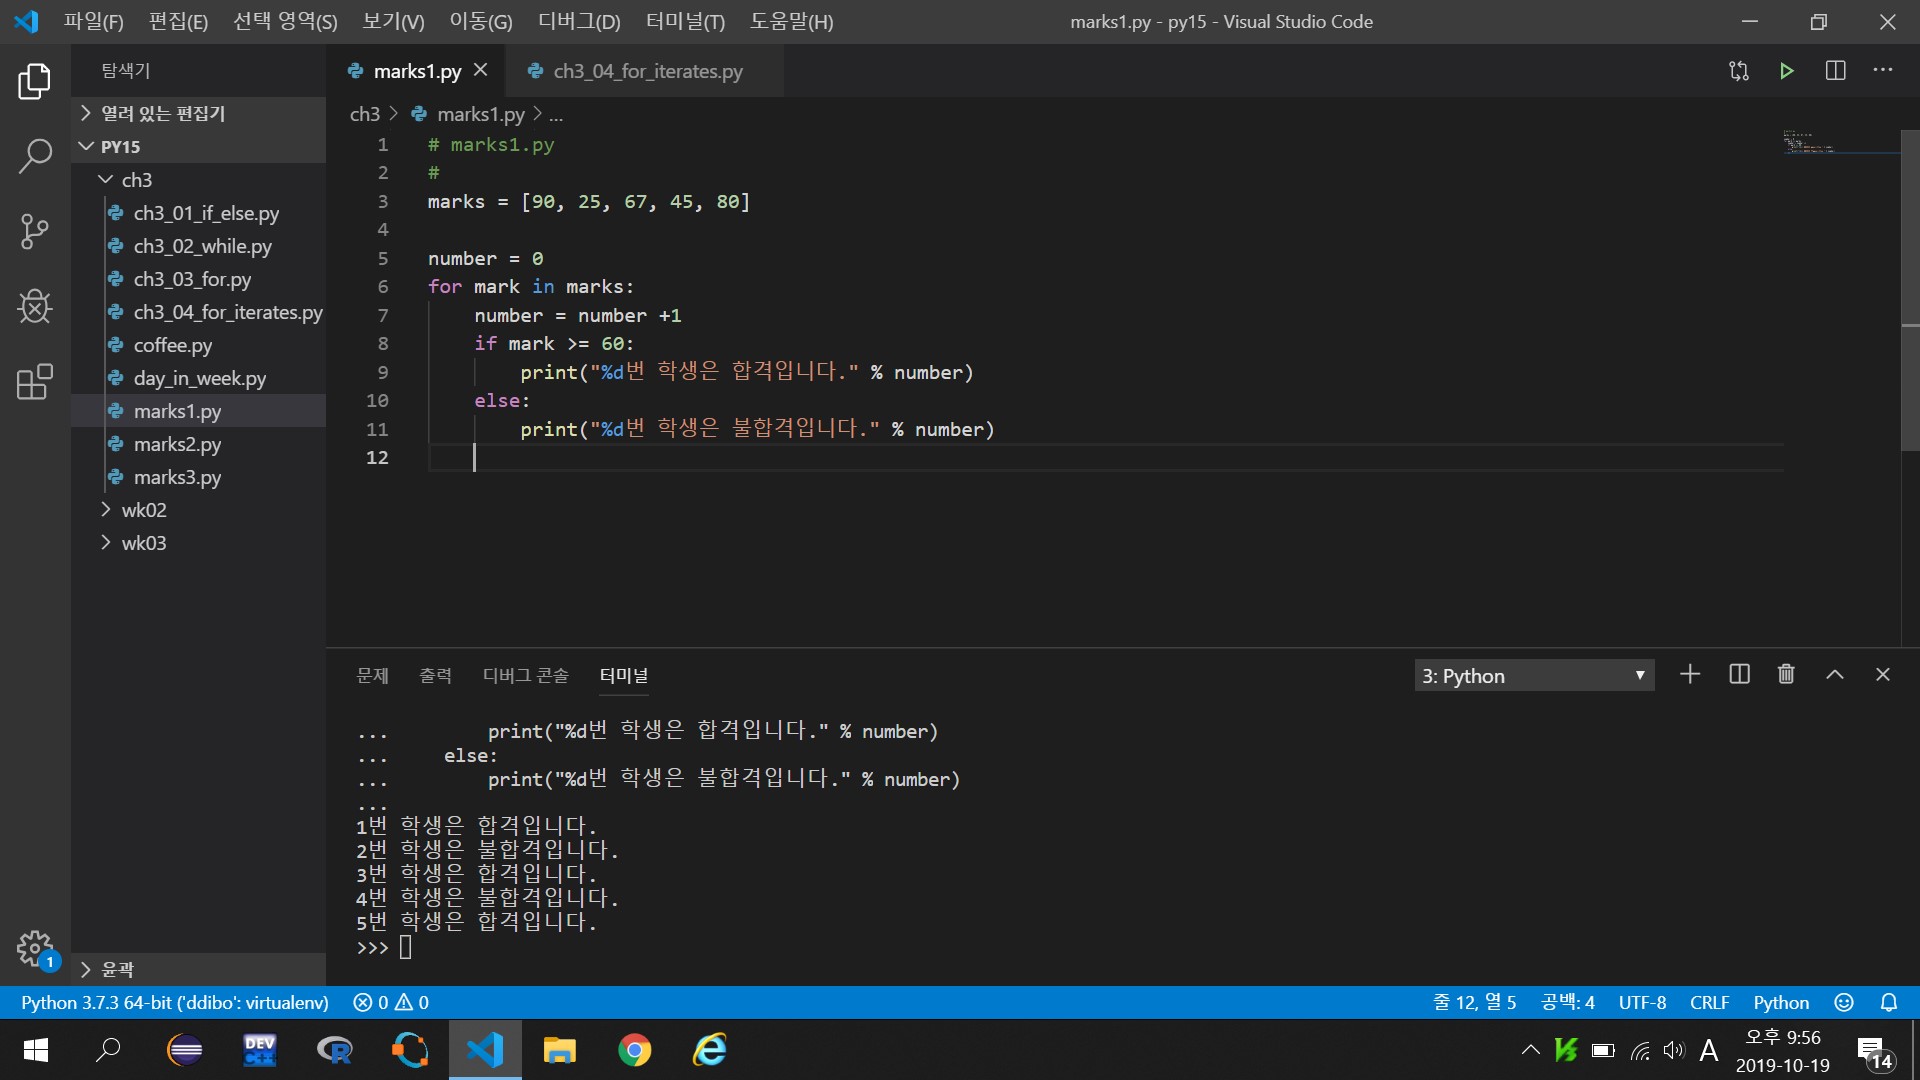 파일(F) 편집(E) 선택 영역(S) 보기(V) 이동(G) 디버그(D) 터미널(T) 도움말(H) marks1.py - py15 - Visual Studio Code
탐색기
marks1.py ch3_04_for_iterates.py
열려 있는 편집기
PY15
ch3
ch3_01_if_else.py
ch3_02_while.py
ch3_03_for.py
ch3_04_for_iterates.py
coffee.py
day_in_week.py
marks1.py
marks2.py
marks3.py
wk02
wk03
윤곽
ch3 > marks1.py > ...
1 # marks1.py
2 #
3 marks = [90, 25, 67, 45, 80]
4
5 number = 0
6 for mark in marks:
7     number = number +1
8     if mark >= 60:
9         print("%d번 학생은 합격입니다." % number)
10     else:
11         print("%d번 학생은 불합격입니다." % number)
12
문제 출력 디버그 콘솔 터미널 3: Python
...         print("%d번 학생은 합격입니다." % number)
...     else:
...         print("%d번 학생은 불합격입니다." % number)
...
1번 학생은 합격입니다.
2번 학생은 불합격입니다.
3번 학생은 합격입니다.
4번 학생은 불합격입니다.
5번 학생은 합격입니다.
>>>
1
Python 3.7.3 64-bit ('ddibo': virtualenv) 0 0 줄 12, 열 5 공백: 4 UTF-8 CRLF Python
DEV
C++
R
A
오후 9:56
2019-10-19
14